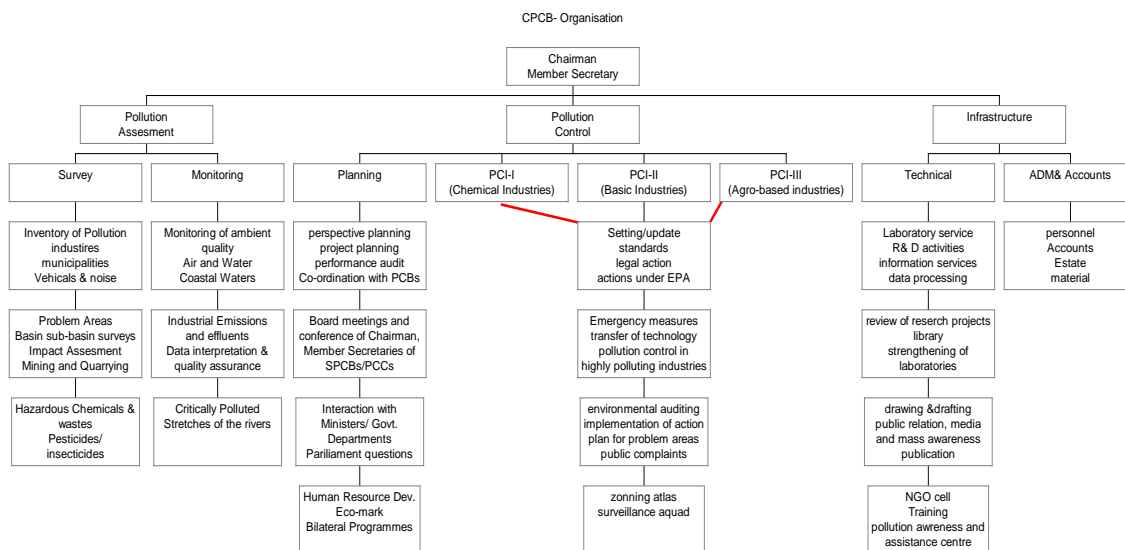 CPCB- Organisation
Chairman
Member Secretary
Pollution
Assesment
Pollution
Control
Infrastructure
Survey
Monitoring
Planning
PCI-I
(Chemical Industries)
PCI-II
(Basic Industries)
PCI-III
(Agro-based industries)
Technical
ADM& Accounts
Inventory of Pollution
industires
municipalities
Vehicals & noise
Monitoring of ambient
quality
Air and Water
Coastal Waters
perspective planning
project planning
performance audit
Co-ordination with PCBs
Setting/update
standards
legal action
actions under EPA
Laboratory service
R& D activities
information services
data processing
personnel
Accounts
Estate
material
Problem Areas
Basin sub-basin surveys
Impact Assesment
Mining and Quarrying
Industrial Emissions
and effluents
Data interpretation &
quality assurance
Board meetings and
conference of Chairman,
Member Secretaries of
SPCBs/PCCs
Emergency measures
transfer of technology
pollution control in
highly polluting industries
review of reserch projects
library
strengthening of
laboratories
Hazardous Chemicals &
wastes
Pesticides/
insecticides
Critically Polluted
Stretches of the rivers
Interaction with
Ministers/ Govt.
Departments
Pariliament questions
environmental auditing
implementation of action
plan for problem areas
public complaints
drawing &drafting
public relation, media
and mass awareness
publication
Human Resource Dev.
Eco-mark
Bilateral Programmes
zonning atlas
surveillance aquad
NGO cell
Training
pollution awreness and
assistance centre